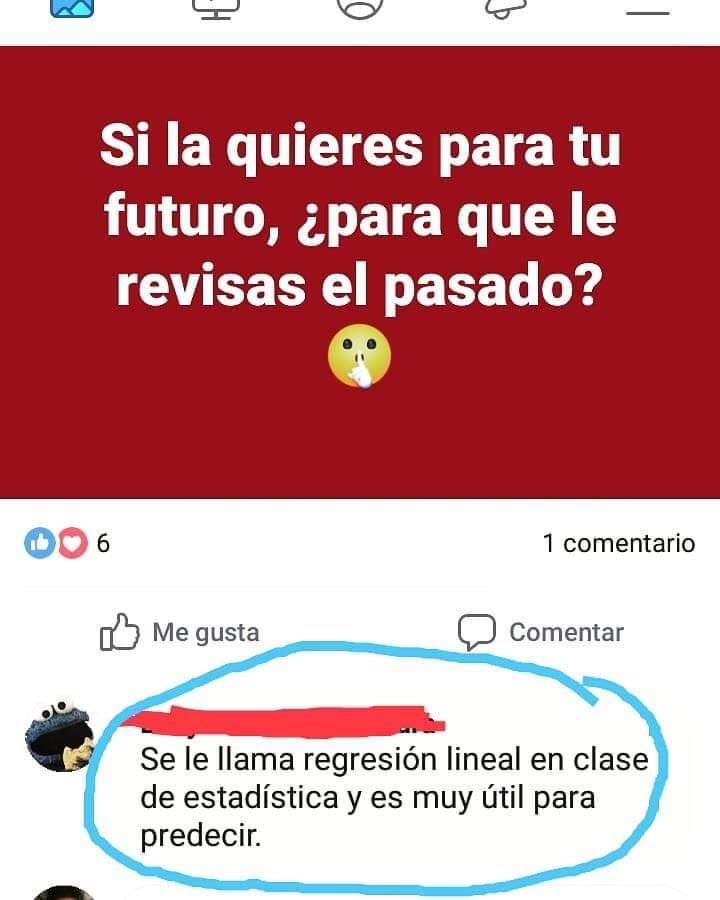 Si la quieres para tu
futuro, ¿para que le
revisas el pasado?
6
1 comentario
Me gusta
Comentar
Se le llama regresión lineal en clase
de estadística y es muy útil para
predecir.